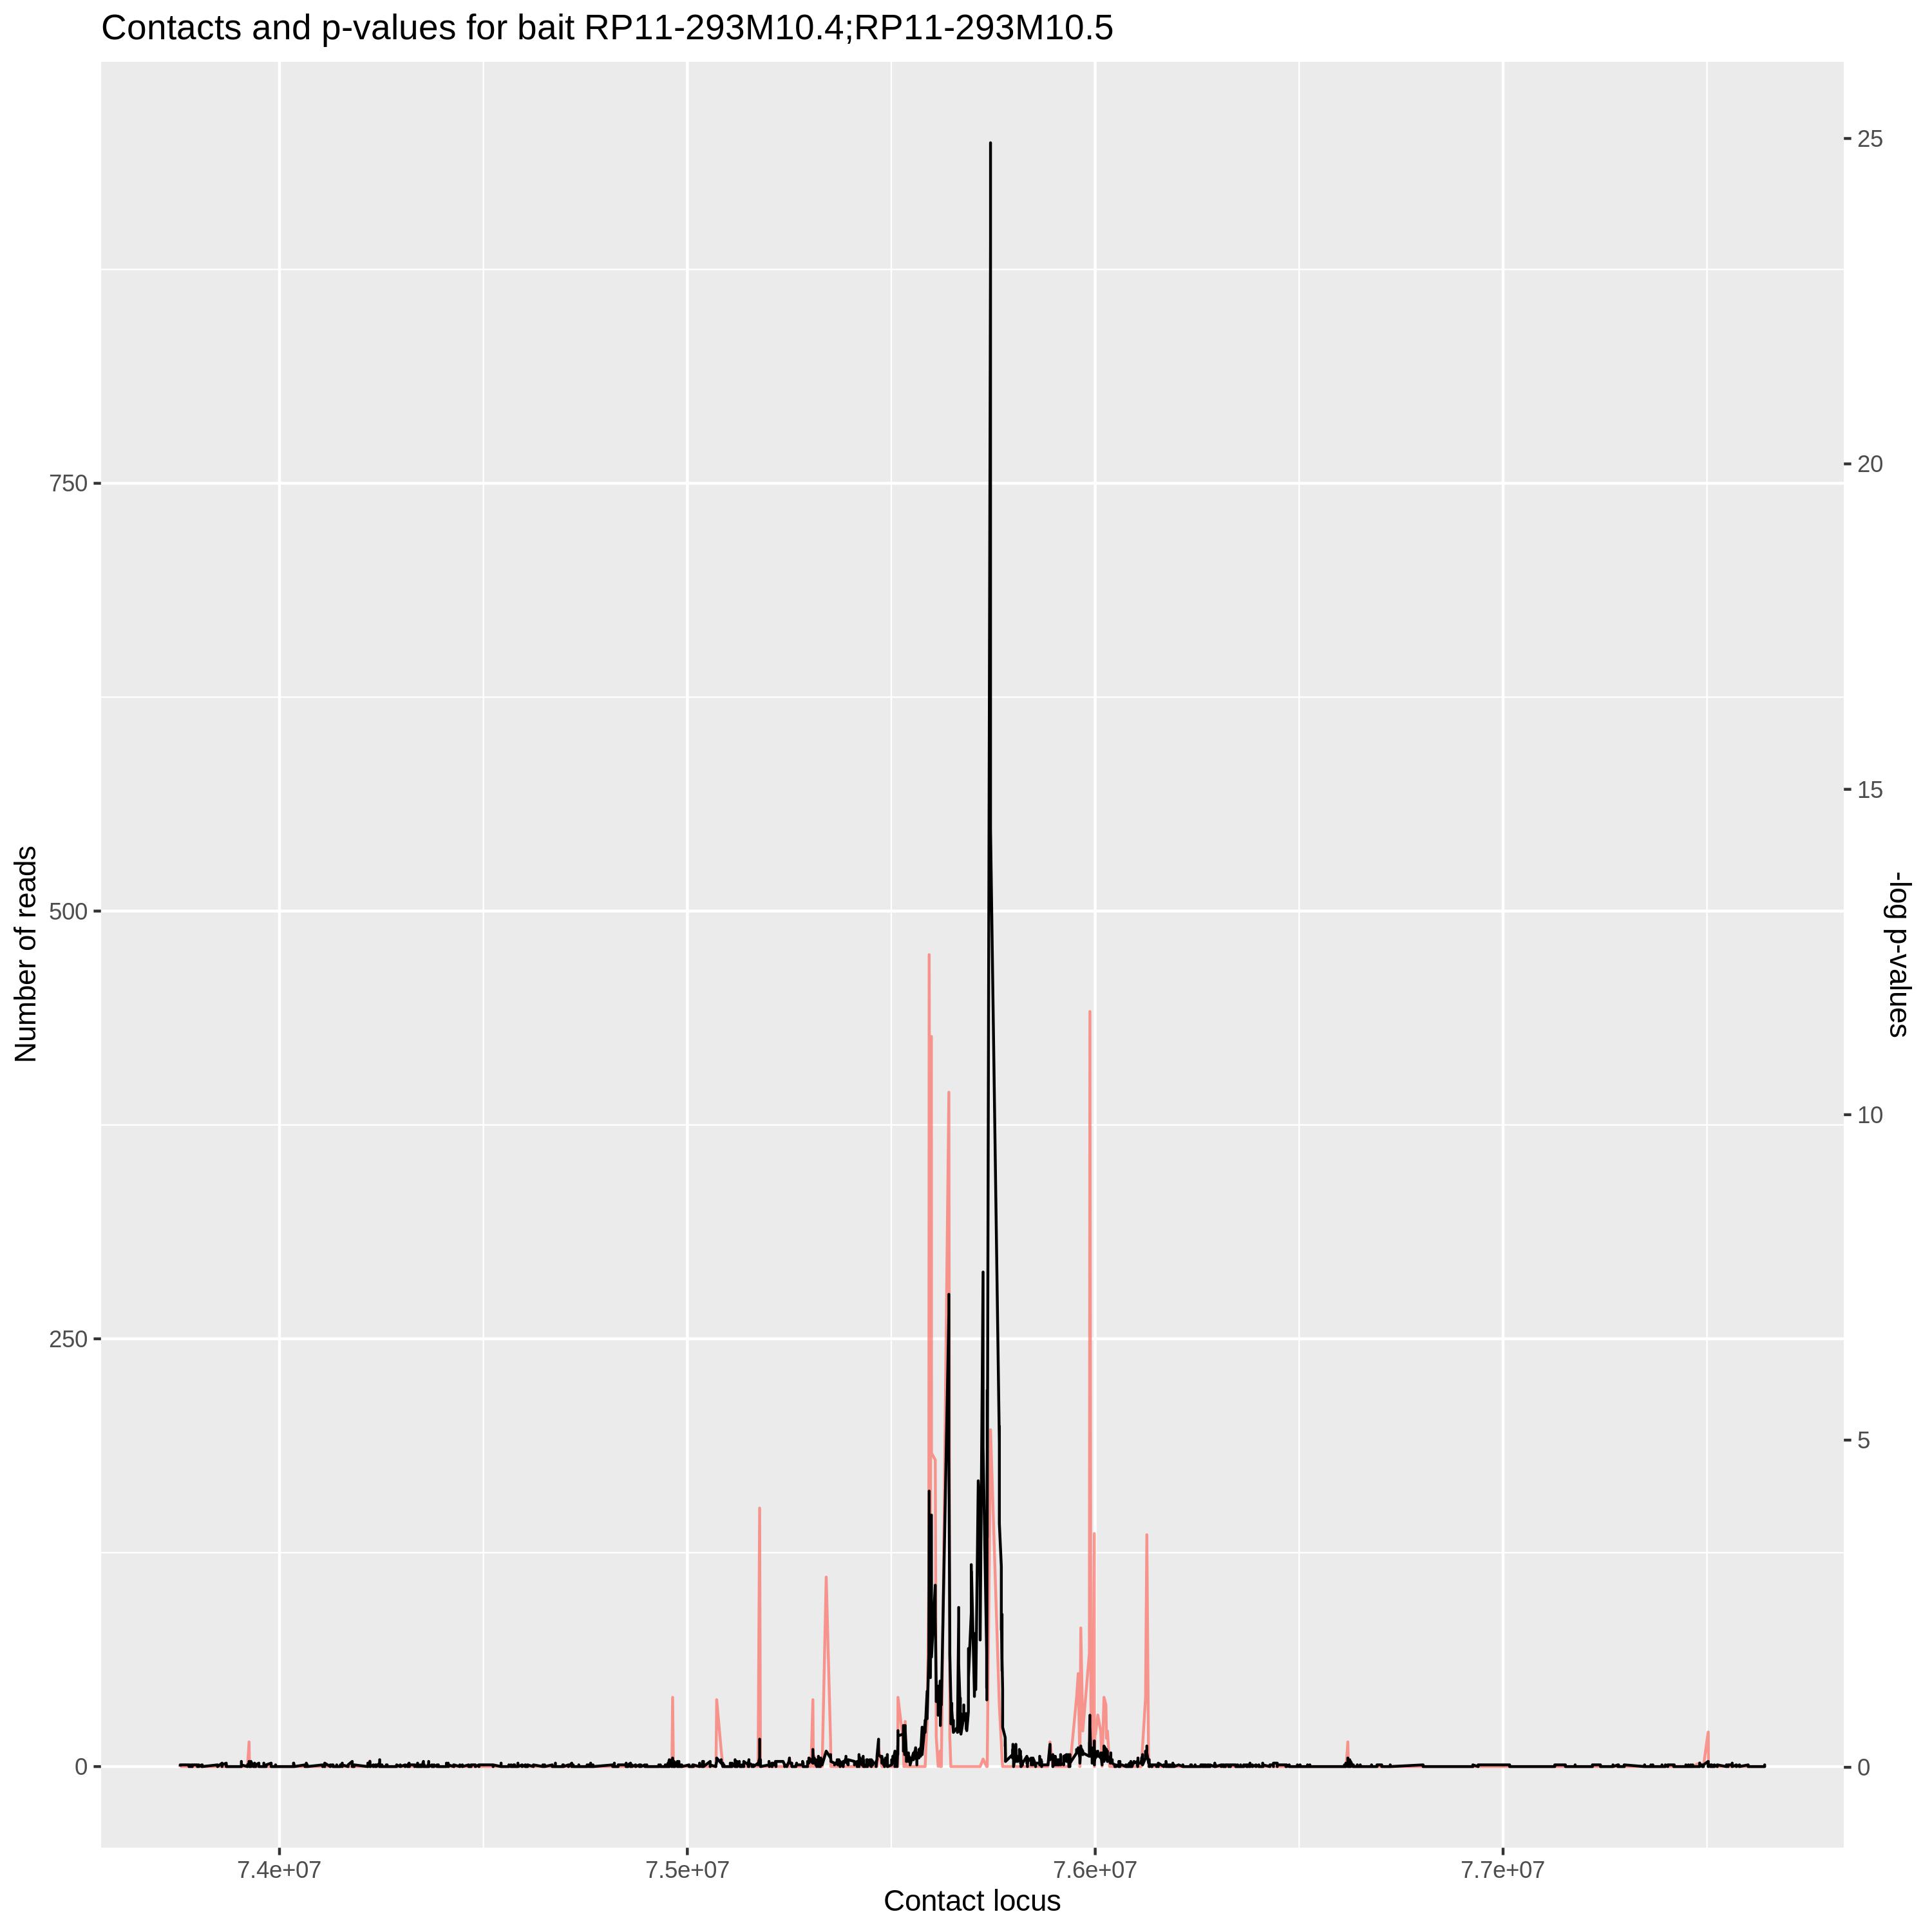 Contacts and p-values for bait RP11-293M10.4;RP11-293M10.5
Number of reads
750
500
250
0
25
20
15
10
5
0
-log p-values
7.4e+07
7.5e+07
7.6e+07
7.7e+07
Contact locus